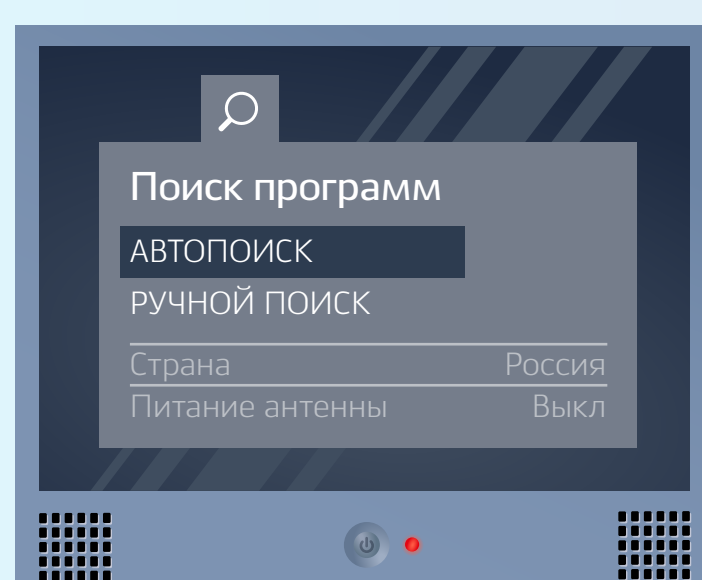 Поиск программ
АВТОПОИСК
РУЧНОЙ ПОИСК
Страна Россия
Питание антенны Выкл